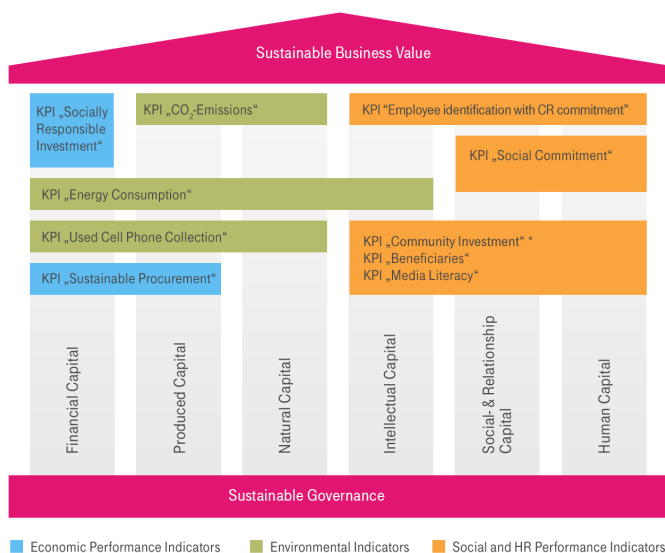 Sustainable Business Value
KPI „Socially
Responsible
Investment“
KPI „CO₂-Emissions“
KPI “Employee identification with CR commitment”
KPI „Social Commitment“
KPI „Energy Consumption“
KPI „Used Cell Phone Collection“
KPI „Community Investment“ *
KPI „Beneficiaries“
KPI „Media Literacy“
KPI „Sustainable Procurement“
Financial Capital
Produced Capital
Natural Capital
Intellectual Capital
Social- & Relationship
Capital
Human Capital
Sustainable Governance
Economic Performance Indicators
Environmental Indicators
Social and HR Performance Indicators